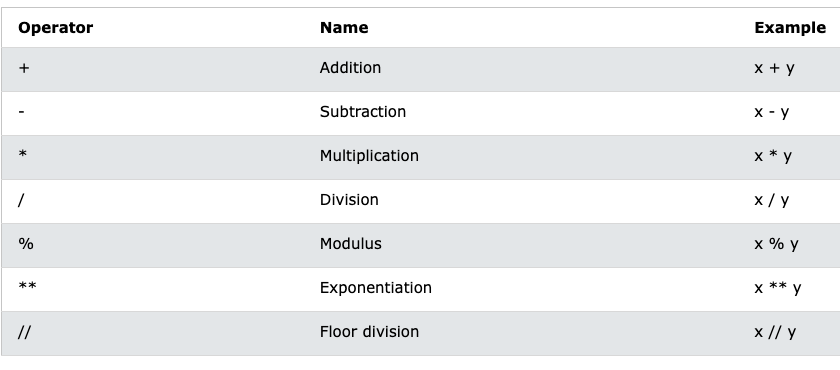 Operator Name Example
+ Addition x + y
- Subtraction x - y
* Multiplication x * y
/ Division x / y
% Modulus x % y
** Exponentiation x ** y
// Floor division x // y